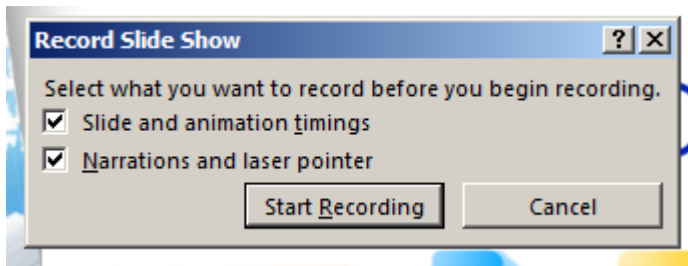 Record Slide Show
Select what you want to record before you begin recording.
Slide and animation timings
Narrations and laser pointer
Start Recording Cancel